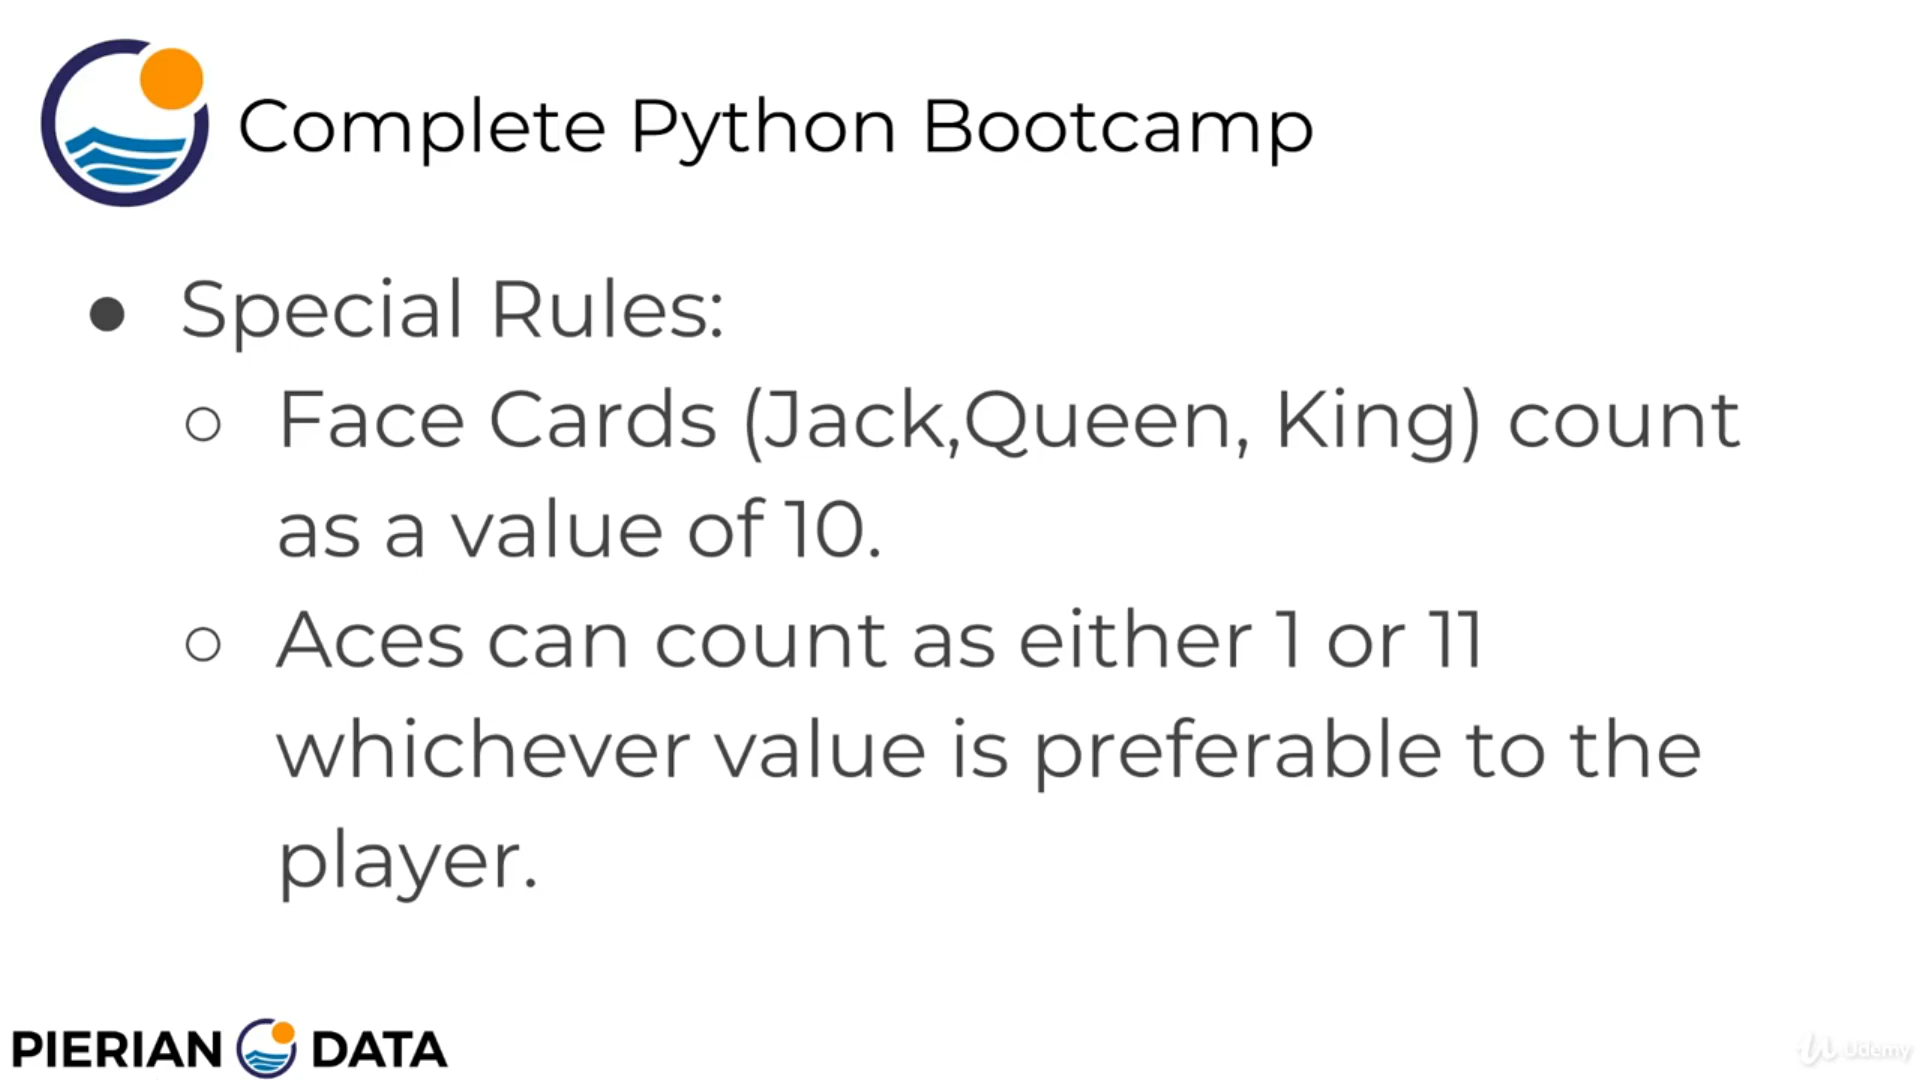 Complete Python Bootcamp
● Special Rules:
○ Face Cards (Jack,Queen, King) count
as a value of 10.
○ Aces can count as either 1 or 11
whichever value is preferable to the
player.
PIERIAN DATA
Udemy